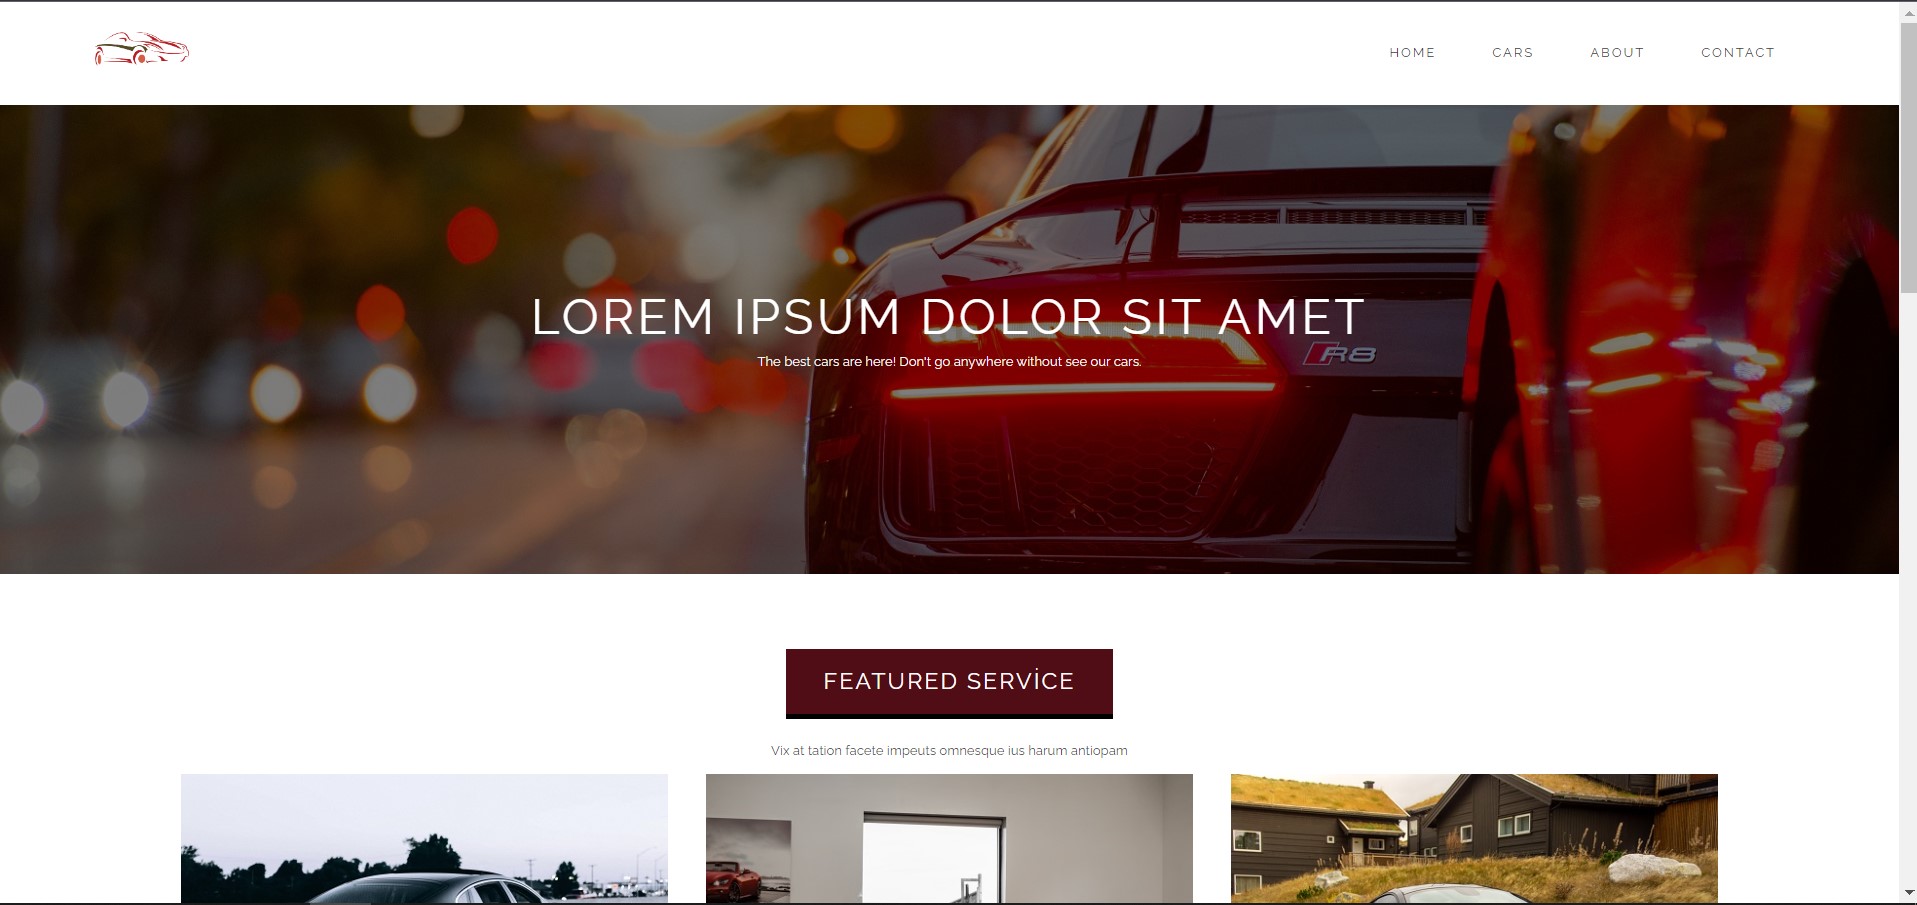 HOME CARS ABOUT CONTACT
LOREM IPSUM DOLOR SIT AMET
R8
The best cars are here! Don't go anywhere without see our cars.
FEATURED SERVİCE
Vix at tation facete impeuts omnesque ius harum antiopam